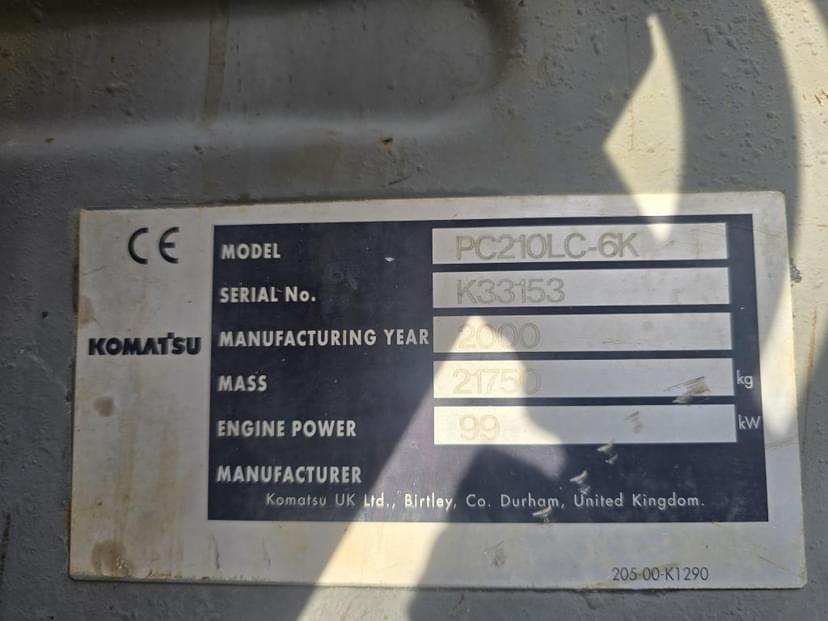 CE
MODEL PC210LC-6K
SERIAL No. K33153
KOMATSU
MANUFACTURING YEAR 2000
MASS 21750 kg
ENGINE POWER 99 kW
MANUFACTURER
Komatsu UK Ltd., Birtley, Co. Durham, United Kingdom.
205-00-K1290